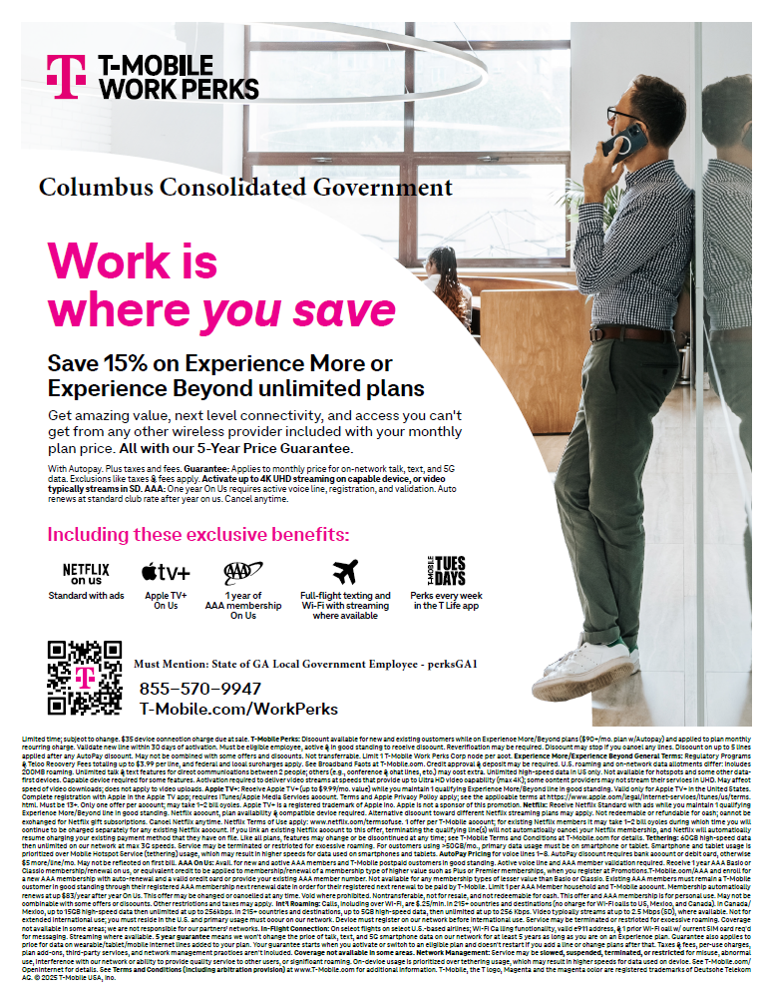 T-MOBILE
WORK PERKS
Columbus Consolidated Government
Work is
where you save
Save 15% on Experience More or
Experience Beyond unlimited plans
Get amazing value, next level connectivity, and access you can't
get from any other wireless provider included with your monthly
plan price. All with our 5-Year Price Guarantee.
With Autopay. Plus taxes and fees. Guarantee: Applies to monthly price for on-network talk, text, and 5G
data. Exclusions like taxes & fees apply. Activate up to 4K UHD streaming on capable device, or video
typically streams in SD. AAA: One year On Us requires active voice line, registration, and validation. Auto
renews at standard club rate after year on us. Cancel anytime.
Including these exclusive benefits:
NETFLIX
on us
Standard with ads
tv+
Apple TV+
On Us
AAA
1 year of
AAA membership
On Us
Full-flight texting and
Wi-Fi with streaming
where available
T-MOBILE
TUES
DAYS
Perks every week
in the T Life app
T
Must Mention: State of GA Local Government Employee - perksGA1
855-570-9947
T-Mobile.com/WorkPerks
Limited time; subject to change. $35 device connection charge due at sale. T-Mobile Perks: Discount available for new and existing customers while on Experience More/Beyond plans ($90+/mo. plan w/Autopay) and applied to plan monthly
recurring charge. Validate new line within 30 days of activation. Must be eligible employee, active & in good standing to receive discount. Reverification may be required. Discount may stop if you cancel any lines. Discount on up to 5 lines
applied after any AutoPay discount. May not be combined with some offers and discounts. Not transferrable. Limit 1 T-Mobile Work Perks Corp node per acct. Experience More/Experience Beyond General Terms: Regulatory Programs
& Telco Recovery Fees totaling up to $3.99 per line, and federal and local surcharges apply. See Broadband Facts at T-Mobile.com. Credit approval & deposit may be required. U.S. roaming and on-network data allotments differ: includes
200MB roaming. Unlimited talk & text features for direct communications between 2 people; others (e.g., conference & chat lines, etc.) may cost extra. Unlimited high-speed data in US only. Not available for hotspots and some other data-
first devices. Capable device required for some features. Activation required to deliver video streams at speeds that provide up to Ultra HD video capability (max 4K); some content providers may not stream their services in UHD. May affect
speed of video downloads; does not apply to video uploads. Apple TV+: Receive Apple TV+ (up to $9.99/mo. value) while you maintain 1 qualifying Experience More/Beyond line in good standing. Valid only for Apple TV+ in the United States.
Complete registration with Apple in the Apple TV app; requires iTunes/Apple Media Services account. Terms and Apple Privacy Policy apply; see the applicable terms at https://www.apple.com/legal/internet-services/itunes/us/terms.
html. Must be 13+. Only one offer per account; may take 1-2 bill cycles. Apple TV+ is a registered trademark of Apple Inc. Apple is not a sponsor of this promotion. Netflix: Receive Netflix Standard with ads while you maintain 1 qualifying
Experience More/Beyond line in good standing. Netflix account, plan availability & compatible device required. Alternative discount toward different Netflix streaming plans may apply. Not redeemable or refundable for cash; cannot be
exchanged for Netflix gift subscriptions. Cancel Netflix anytime. Netflix Terms of Use apply: www.netflix.com/termsofuse. 1 offer per T-Mobile account; for existing Netflix members it may take 1-2 bill cycles during which time you will
continue to be charged separately for any existing Netflix account. If you link an existing Netflix account to this offer, terminating the qualifying line(s) will not automatically cancel your Netflix membership, and Netflix will automatically
resume charging your existing payment method that they have on file. Like all plans, features may change or be discontinued at any time; see T-Mobile Terms and Conditions at T-Mobile.com for details. Tethering: 60GB high-speed data
then unlimited on our network at max 3G speeds. Service may be terminated or restricted for excessive roaming. For customers using >50GB/mo., primary data usage must be on smartphone or tablet. Smartphone and tablet usage is
prioritized over Mobile Hotspot Service (tethering) usage, which may result in higher speeds for data used on smartphones and tablets. AutoPay Pricing for voice lines 1-8. AutoPay discount requires bank account or debit card, otherwise
$5 more/line/mo. May not be reflected on first bill. AAA On Us: Avail. for new and active AAA members and T-Mobile postpaid customers in good standing. Active voice line and AAA member validation required. Receive 1 year AAA Basic or
Classic membership/renewal on us, or equivalent credit to be applied to membership/renewal of a membership type of higher value such as Plus or Premier memberships, when you register at Promotions.T-Mobile.com/AAA and enroll for
a new AAA membership with auto-renewal and a valid credit card or provide your existing AAA member number. Not available for any membership types of lesser value than Basic or Classic. Existing AAA members must remain a T-Mobile
customer in good standing through their registered AAA membership next renewal date in order for their registered next renewal to be paid by T-Mobile. Limit 1 per AAA Member household and T-Mobile account. Membership automatically
renews at up $83/year after year On Us. This offer may be changed or cancelled at any time. Void where prohibited. Nontransferable, not for resale, and not redeemable for cash. This offer and AAA membership is for personal use. May not be
combinable with some offers or discounts. Other restrictions and taxes may apply. Int'l Roaming: Calls, including over Wi-Fi, are $.25/min. In 215+ countries and destinations (no charge for Wi-Fi calls to US, Mexico, and Canada). In Canada/
Mexico, up to 15GB high-speed data then unlimited at up to 256kbps. In 215+ countries and destinations, up to 5GB high-speed data, then unlimited at up to 256 Kbps. Video typically streams at up to 2.5 Mbps (SD), where available. Not for
extended international use; you must reside in the U.S. and primary usage must occur on our network. Device must register on our network before international use. Service may be terminated or restricted for excessive roaming. Coverage
not available in some areas; we are not responsible for our partners' networks. In-Flight Connection: On select flights on select U.S.-based airlines; Wi-Fi Calling functionality, valid e911 address, & 1 prior Wi-Fi call w/ current SIM card req'd
for messaging. Streaming where available. 5 year guarantee means we won't change the price of talk, text, and 5G smartphone data on our network for at least 5 years as long as you are on an Experience plan. Guarantee also applies to
price for data on wearable/tablet/mobile internet lines added to your plan. Your guarantee starts when you activate or switch to an eligible plan and doesn't restart if you add a line or change plans after that. Taxes & fees, per-use charges,
plan add-ons, third-party services, and network management practices aren't included. Coverage not available in some areas. Network Management: Service may be slowed, suspended, terminated, or restricted for misuse, abnormal
use, interference with our network or ability to provide quality service to other users, or significant roaming. On-device usage is prioritized over tethering usage, which may result in higher speeds for data used on device. See T-Mobile.com/
OpenInternet for details. See Terms and Conditions (including arbitration provision) at www.T-Mobile.com for additional information. T-Mobile, the T logo, Magenta and the magenta color are registered trademarks of Deutsche Telekom
AG. © 2025 T-Mobile USA, Inc.